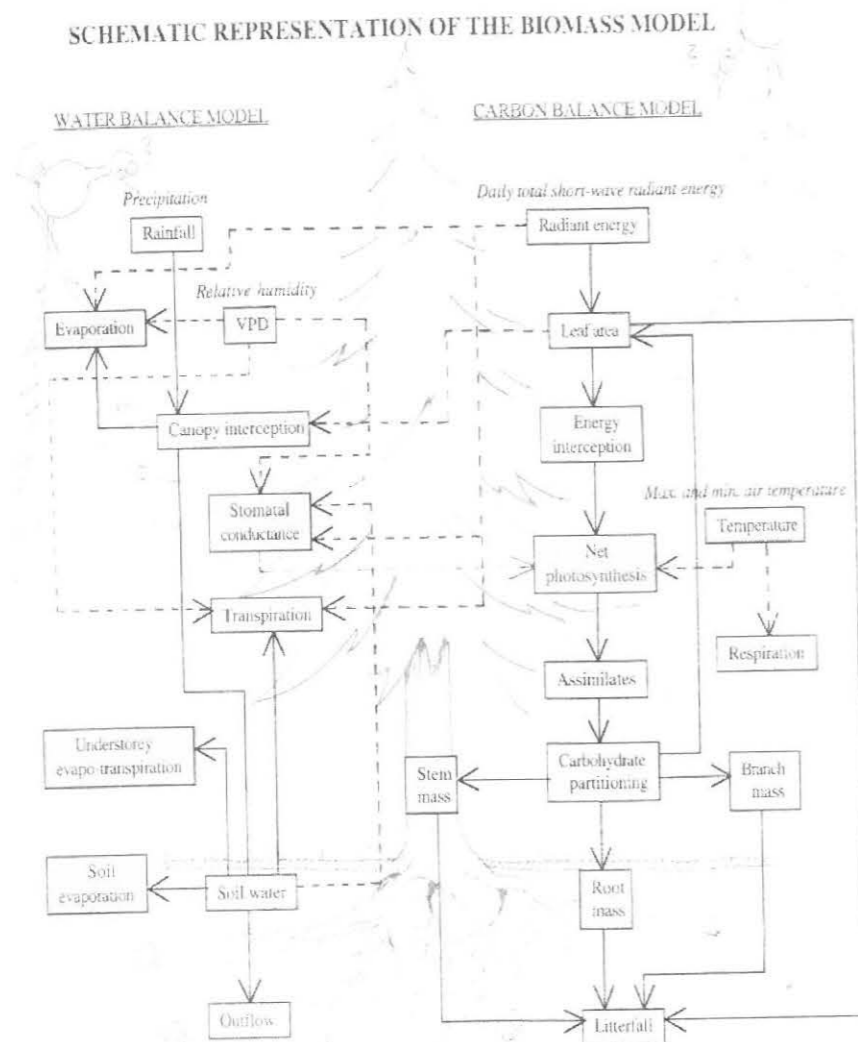 SCHEMATIC REPRESENTATION OF THE BIOMASS MODEL
WATER BALANCE MODEL
CARBON BALANCE MODEL
Precipitation
Rainfall
Daily total short-wave radiant energy
Radiant energy
Relative humidity
Evaporation
VPD
Leaf area
Canopy interception
Energy
interception
Max. and min. air temperature
Stomatal
conductance
Temperature
Net
photosynthesis
Transpiration
Respiration
Assimilates
Understorey
evapo-transpiration
Stem
mass
Carbohydrate
partitioning
Branch
mass
Soil
evaporation
Soil water
Root
mass
Outflow
Litterfall